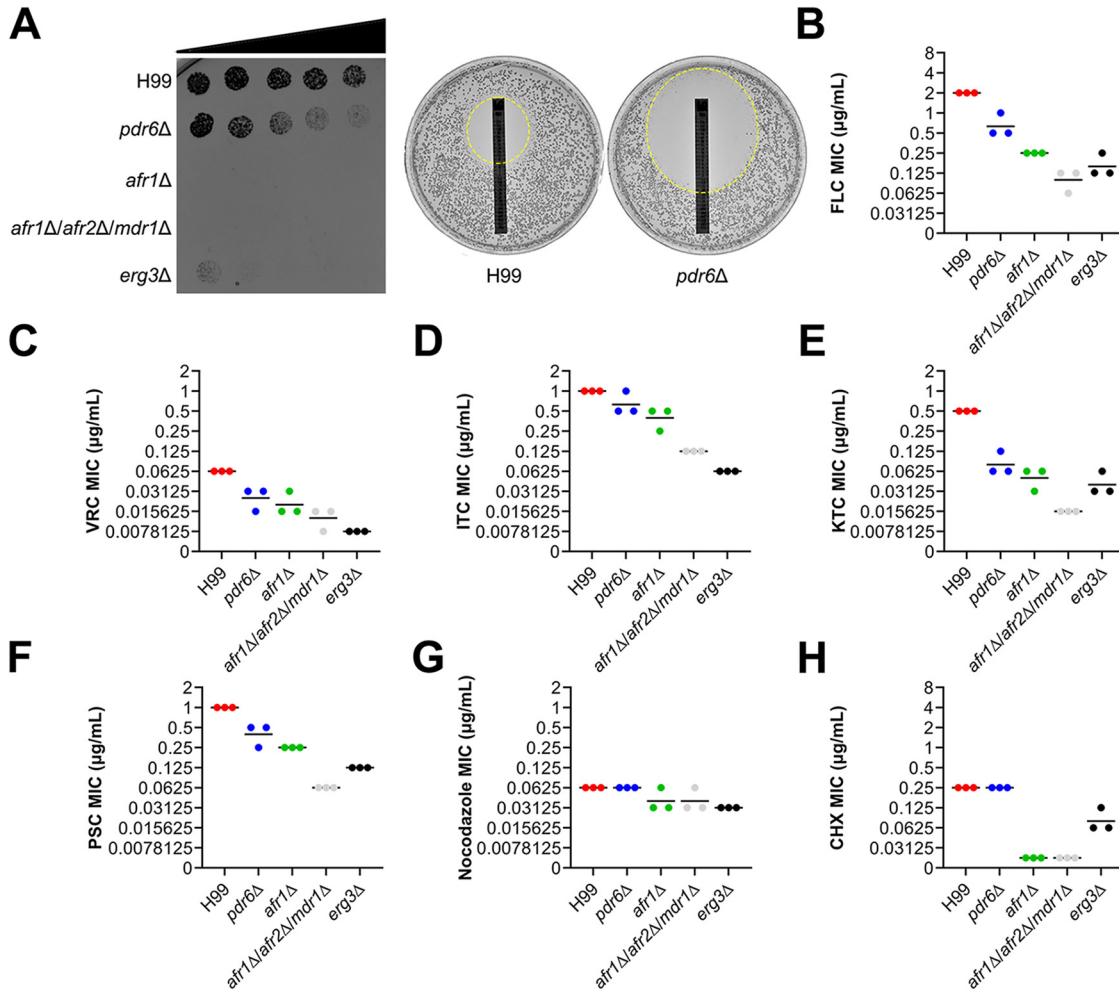 A
H99
pdr6Δ
afr1Δ
afr1Δ/afr2Δ/mdr1Δ
erg3Δ
H99
pdr6Δ
B
FLC MIC (µg/mL)
8
4
2
1
0.5
0.25
0.125
0.0625
0.03125
0
H99
pdr6Δ
afr1Δ
afr1Δ/afr2Δ/mdr1Δ
erg3Δ
C
VRC MIC (µg/mL)
2
1
0.5
0.25
0.125
0.0625
0.03125
0.015625
0.0078125
0
H99
pdr6Δ
afr1Δ
afr1Δ/afr2Δ/mdr1Δ
erg3Δ
D
ITC MIC (µg/mL)
2
1
0.5
0.25
0.125
0.0625
0.03125
0.015625
0.0078125
0
H99
pdr6Δ
afr1Δ
afr1Δ/afr2Δ/mdr1Δ
erg3Δ
E
KTC MIC (µg/mL)
2
1
0.5
0.25
0.125
0.0625
0.03125
0.015625
0.0078125
0
H99
pdr6Δ
afr1Δ
afr1Δ/afr2Δ/mdr1Δ
erg3Δ
F
PSC MIC (µg/mL)
2
1
0.5
0.25
0.125
0.0625
0.03125
0.015625
0.0078125
0
H99
pdr6Δ
afr1Δ
afr1Δ/afr2Δ/mdr1Δ
erg3Δ
G
Nocodazole MIC (µg/mL)
2
1
0.5
0.25
0.125
0.0625
0.03125
0.015625
0.0078125
0
H99
pdr6Δ
afr1Δ
afr1Δ/afr2Δ/mdr1Δ
erg3Δ
H
CHX MIC (µg/mL)
8
4
2
1
0.5
0.25
0.125
0.0625
0.03125
0
H99
pdr6Δ
afr1Δ
afr1Δ/afr2Δ/mdr1Δ
erg3Δ